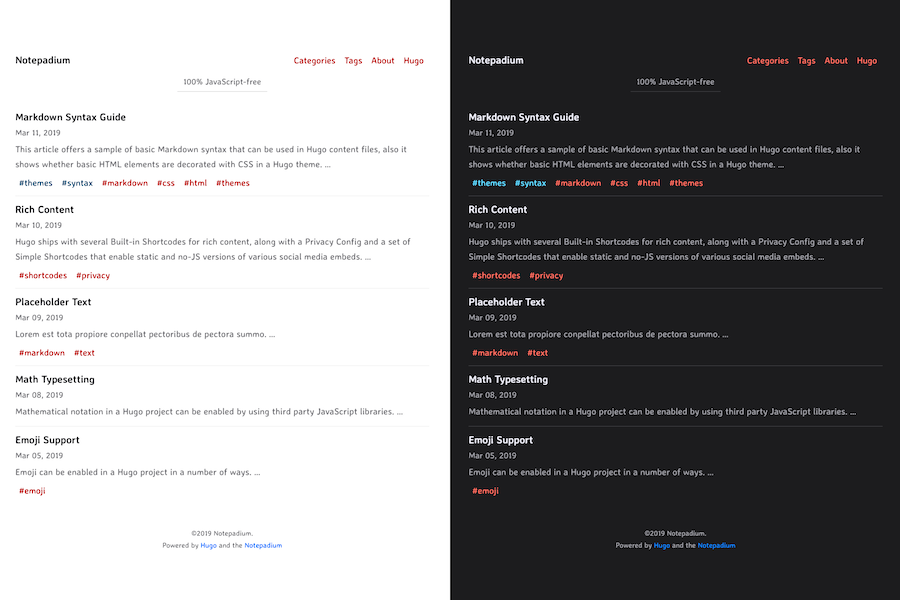 Notepadium
Categories Tags About Hugo
100% JavaScript-free
Markdown Syntax Guide
Mar 11, 2019
This article offers a sample of basic Markdown syntax that can be used in Hugo content files, also it
shows whether basic HTML elements are decorated with CSS in a Hugo theme. ...
#themes #syntax #markdown #css #html #themes
Rich Content
Mar 10, 2019
Hugo ships with several Built-in Shortcodes for rich content, along with a Privacy Config and a set of
Simple Shortcodes that enable static and no-JS versions of various social media embeds. ...
#shortcodes #privacy
Placeholder Text
Mar 09, 2019
Lorem est tota propiore conpellat pectoribus de pectora summo. ...
#markdown #text
Math Typesetting
Mar 08, 2019
Mathematical notation in a Hugo project can be enabled by using third party JavaScript libraries. ...
Emoji Support
Mar 05, 2019
Emoji can be enabled in a Hugo project in a number of ways. ...
#emoji
©2019 Notepadium.
Powered by Hugo and the Notepadium
Notepadium
Categories Tags About Hugo
100% JavaScript-free
Markdown Syntax Guide
Mar 11, 2019
This article offers a sample of basic Markdown syntax that can be used in Hugo content files, also it
shows whether basic HTML elements are decorated with CSS in a Hugo theme. ...
#themes #syntax #markdown #css #html #themes
Rich Content
Mar 10, 2019
Hugo ships with several Built-in Shortcodes for rich content, along with a Privacy Config and a set of
Simple Shortcodes that enable static and no-JS versions of various social media embeds. ...
#shortcodes #privacy
Placeholder Text
Mar 09, 2019
Lorem est tota propiore conpellat pectoribus de pectora summo. ...
#markdown #text
Math Typesetting
Mar 08, 2019
Mathematical notation in a Hugo project can be enabled by using third party JavaScript libraries. ...
Emoji Support
Mar 05, 2019
Emoji can be enabled in a Hugo project in a number of ways. ...
#emoji
©2019 Notepadium.
Powered by Hugo and the Notepadium